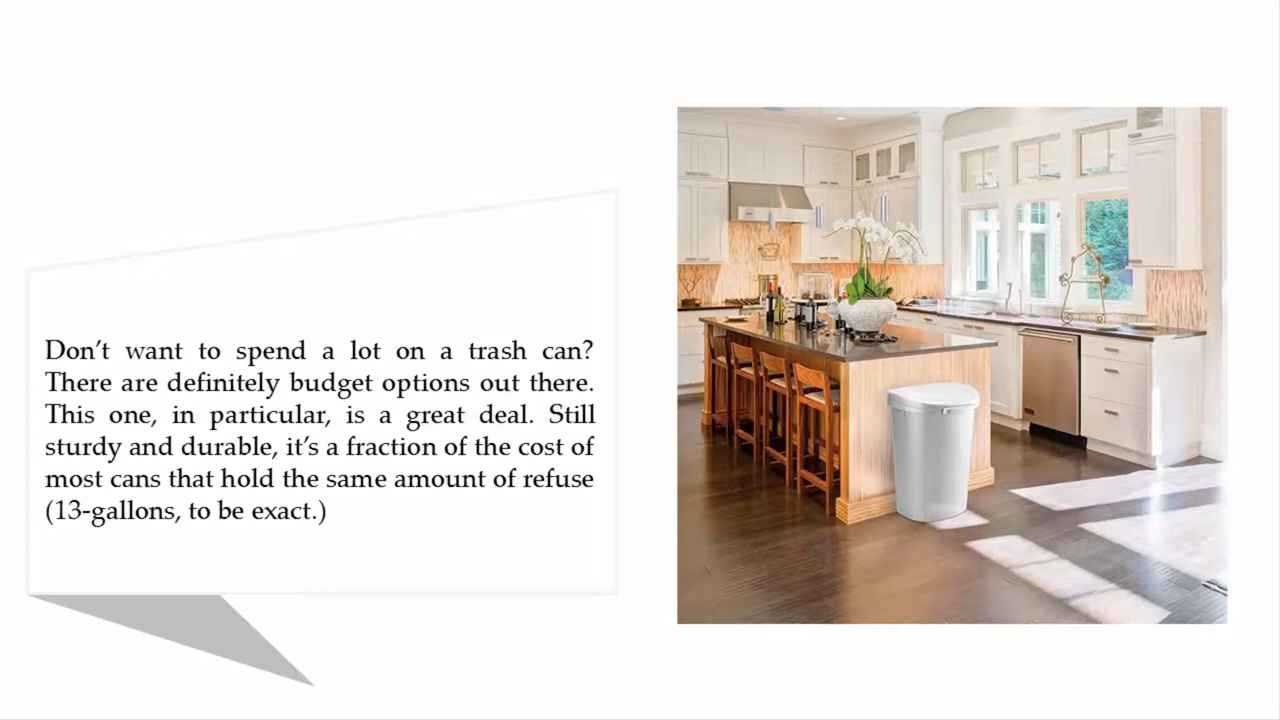 Don’t want to spend a lot on a trash can?
There are definitely budget options out there.
This one, in particular, is a great deal. Still
sturdy and durable, it’s a fraction of the cost of
most cans that hold the same amount of refuse
(13-gallons, to be exact.)